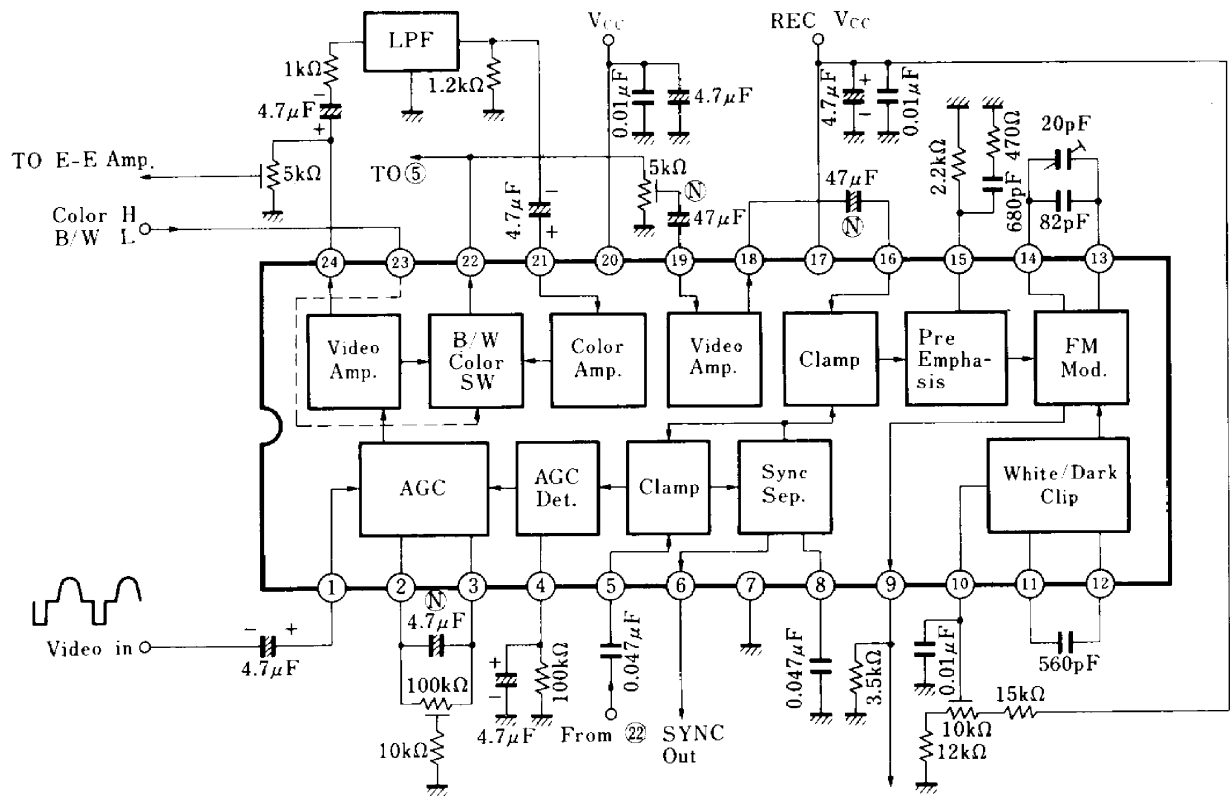 LPF
1kΩ
1.2kΩ
4.7μF
−
+
TO E-E Amp.
5kΩ
Color H
B/W L
VCC
0.01μF
4.7μF
TO ⑤
4.7μF
−
+
5kΩ
Ⓝ
47μF
REC VCC
4.7μF
+
−
0.01μF
47μF
Ⓝ
2.2kΩ
470Ω
680pF
20pF
82pF
24
23
22
21
20
19
18
17
16
15
14
13
Video
Amp.
B/W
Color
SW
Color
Amp.
Video
Amp.
Clamp
Pre
Empha-
sis
FM
Mod.
AGC
AGC
Det.
Clamp
Sync
Sep.
White/Dark
Clip
1
2
3
4
5
6
7
8
9
10
11
12
Video in
−
+
4.7μF
Ⓝ
4.7μF
100kΩ
10kΩ
+
−
4.7μF
100kΩ
0.047μF
From ㉒
SYNC
Out
0.047μF
3.5kΩ
0.01μF
560pF
15kΩ
10kΩ
12kΩ